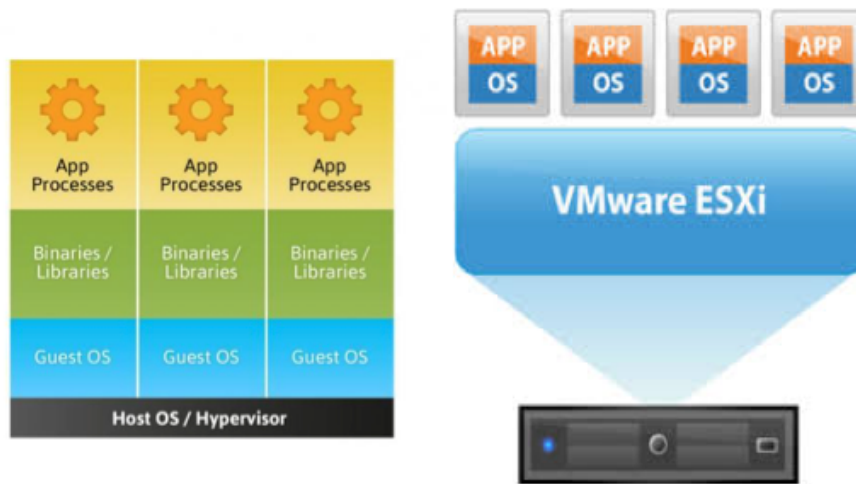 App
Processes
App
Processes
App
Processes
Binaries /
Libraries
Binaries /
Libraries
Binaries /
Libraries
Guest OS
Guest OS
Guest OS
Host OS / Hypervisor
APP
OS
APP
OS
APP
OS
APP
OS
VMware ESXi